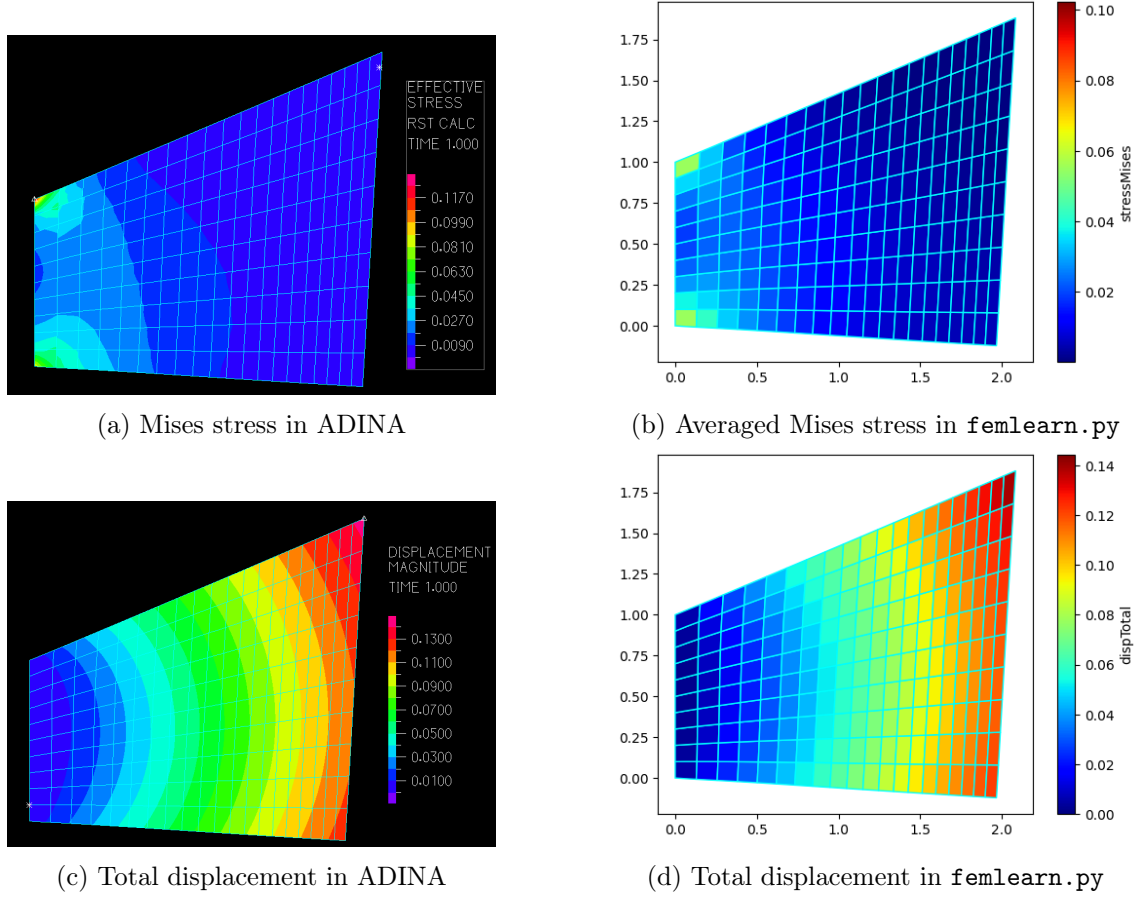 EFFECTIVE
STRESS
RST CALC
TIME 1.000
0.1170
0.0990
0.0810
0.0630
0.0450
0.0270
0.0090
(a) Mises stress in ADINA
1.75
1.50
1.25
1.00
0.75
0.50
0.25
0.00
0.0 0.5 1.0 1.5 2.0
0.10
0.08
0.06
0.04
0.02
stressMises
(b) Averaged Mises stress in femlearn.py
DISPLACEMENT
MAGNITUDE
TIME 1.000
0.1300
0.1100
0.0900
0.0700
0.0500
0.0300
0.0100
(c) Total displacement in ADINA
1.75
1.50
1.25
1.00
0.75
0.50
0.25
0.00
0.0 0.5 1.0 1.5 2.0
0.14
0.12
0.10
0.08
0.06
0.04
0.02
0.00
dispTotal
(d) Total displacement in femlearn.py